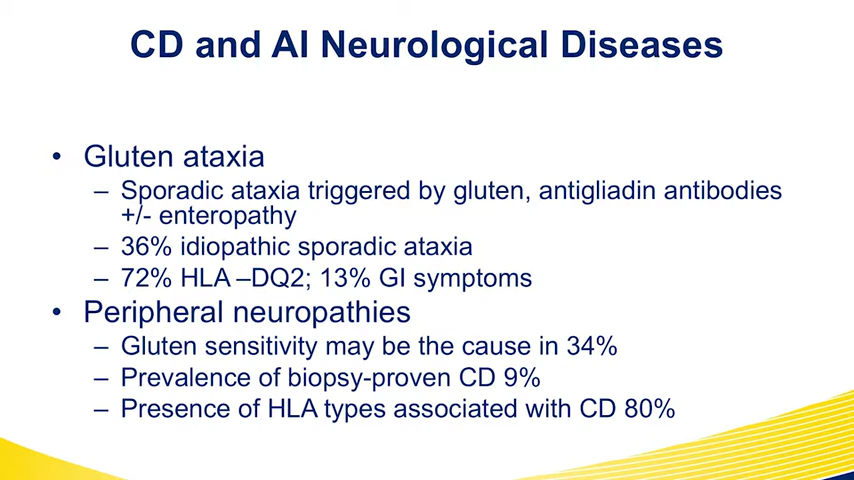 CD and AI Neurological Diseases
• Gluten ataxia
– Sporadic ataxia triggered by gluten, antigliadin antibodies
+/- enteropathy
– 36% idiopathic sporadic ataxia
– 72% HLA –DQ2; 13% GI symptoms
• Peripheral neuropathies
– Gluten sensitivity may be the cause in 34%
– Prevalence of biopsy-proven CD 9%
– Presence of HLA types associated with CD 80%